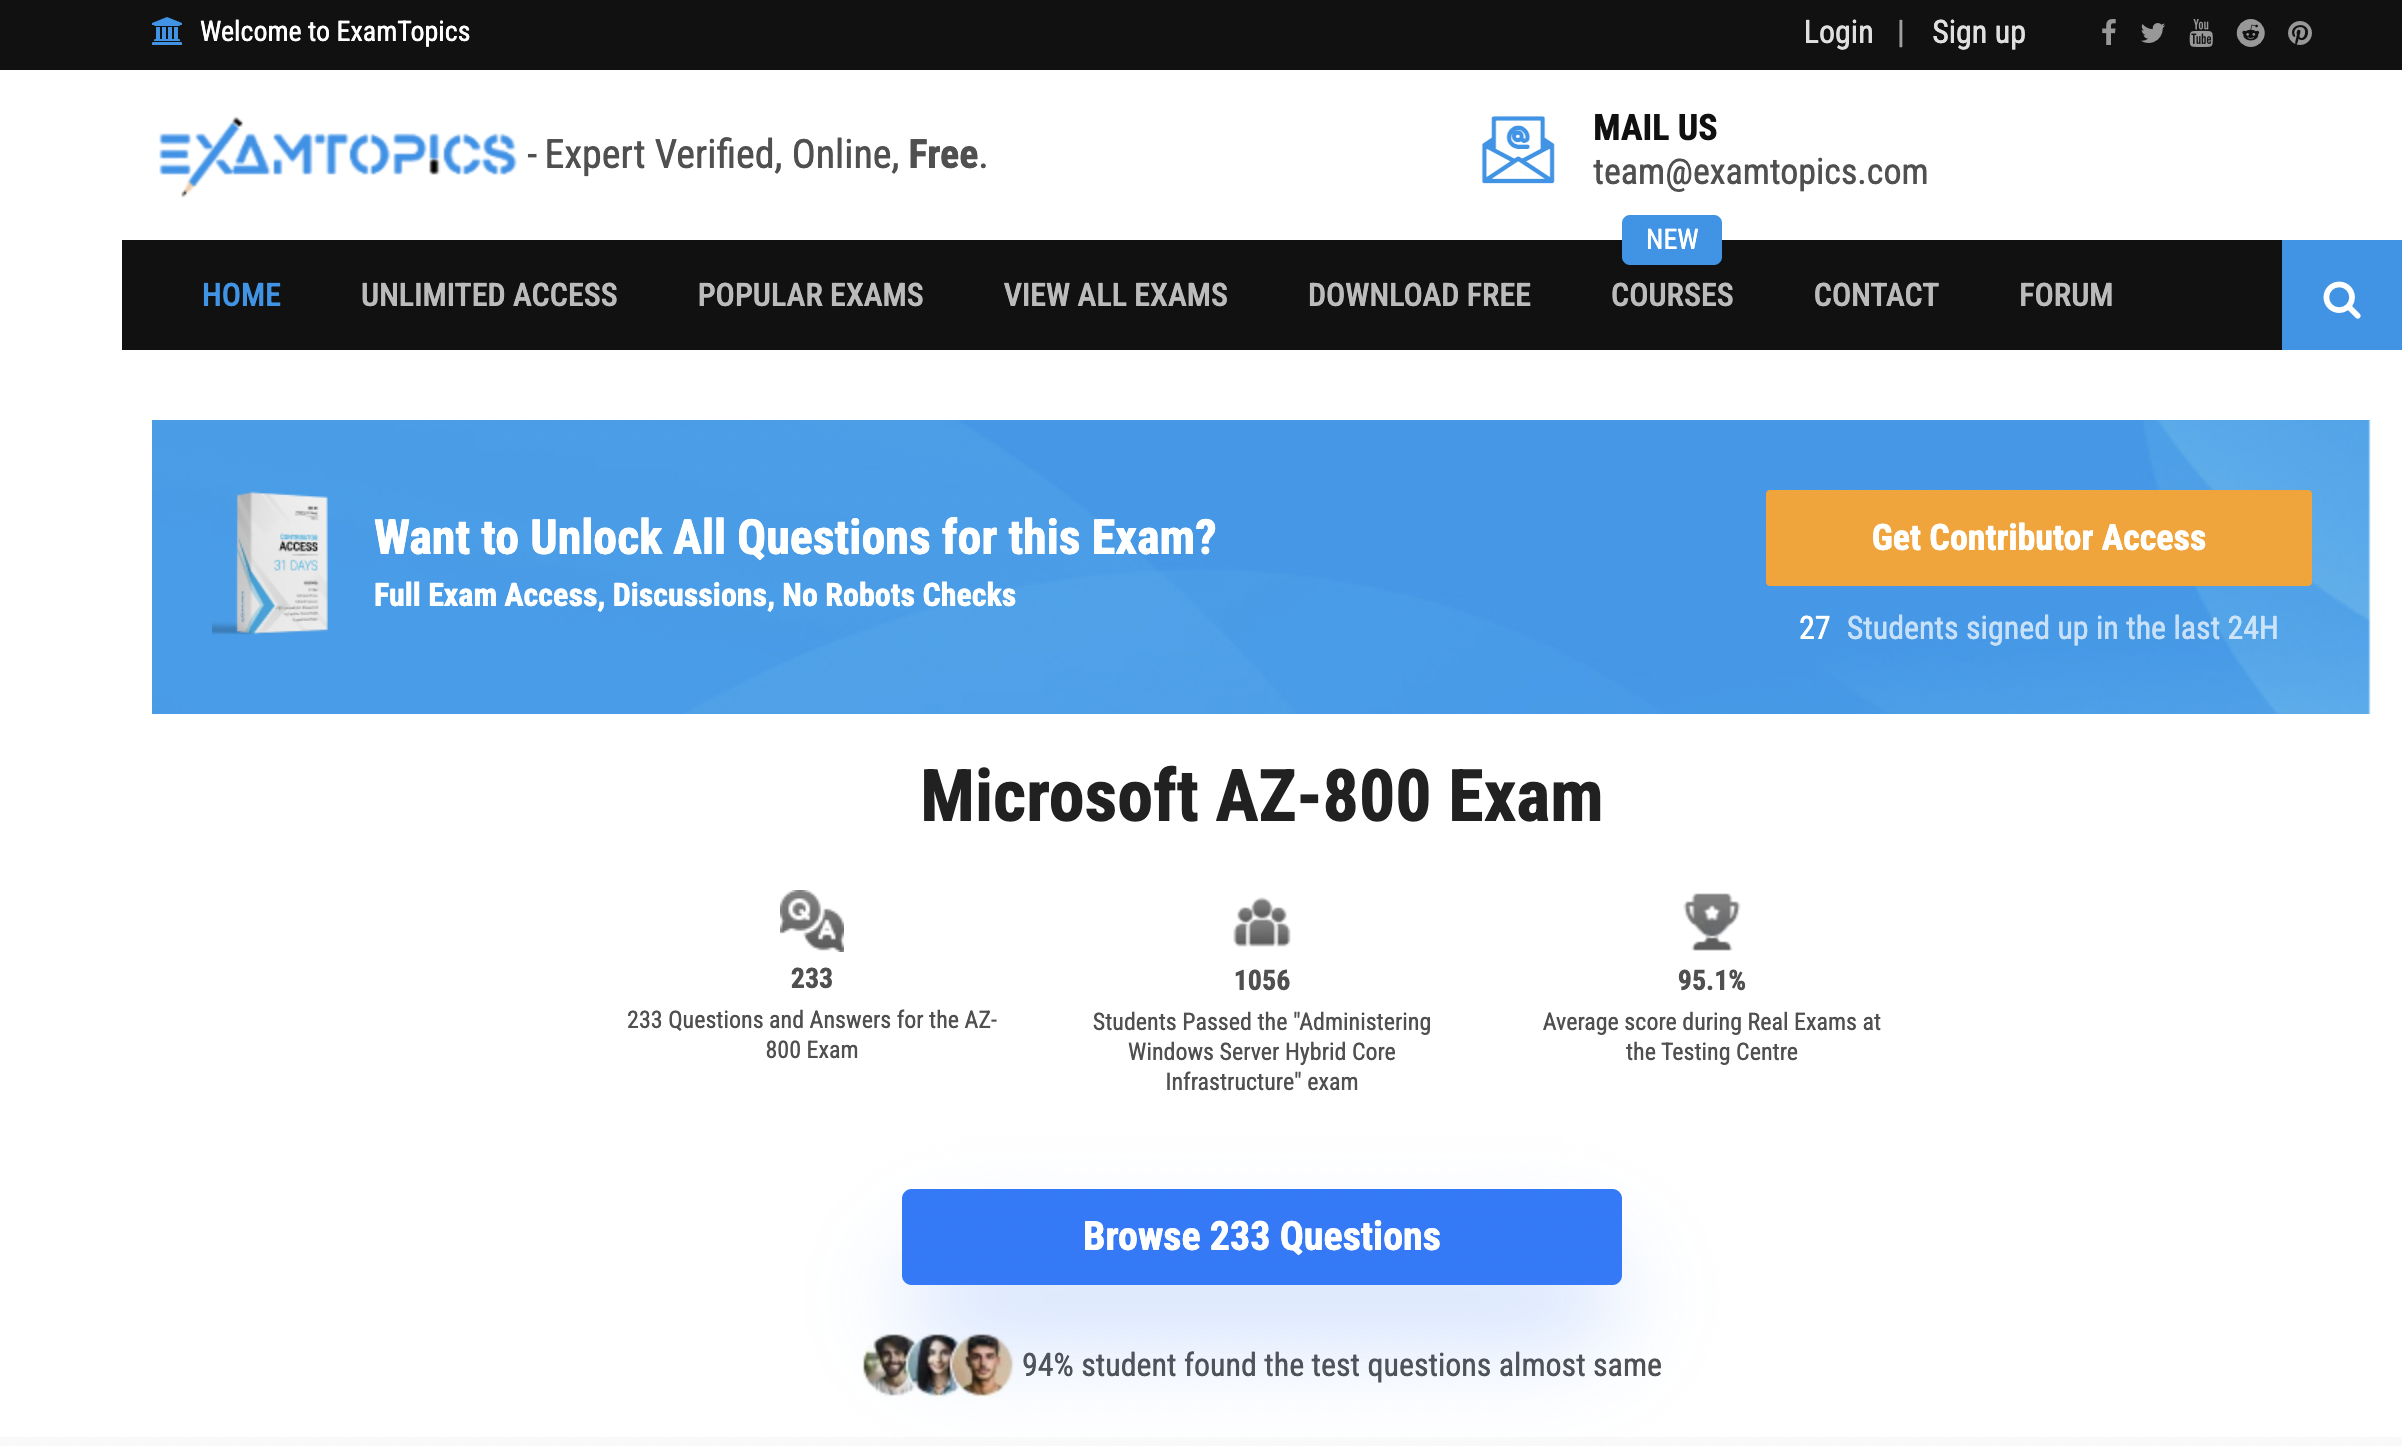 Welcome to ExamTopics
Login | Sign up
You
Tube
EXAMTOPICS - Expert Verified, Online, Free.
MAIL US
team@examtopics.com
NEW
HOME UNLIMITED ACCESS POPULAR EXAMS VIEW ALL EXAMS DOWNLOAD FREE COURSES CONTACT FORUM
CONTRIBUTOR
ACCESS
31 DAYS
Want to Unlock All Questions for this Exam?
Full Exam Access, Discussions, No Robots Checks
Get Contributor Access
27 Students signed up in the last 24H
Microsoft AZ-800 Exam
Q
A
233
233 Questions and Answers for the AZ-
800 Exam
1056
Students Passed the "Administering
Windows Server Hybrid Core
Infrastructure" exam
95.1%
Average score during Real Exams at
the Testing Centre
Browse 233 Questions
94% student found the test questions almost same